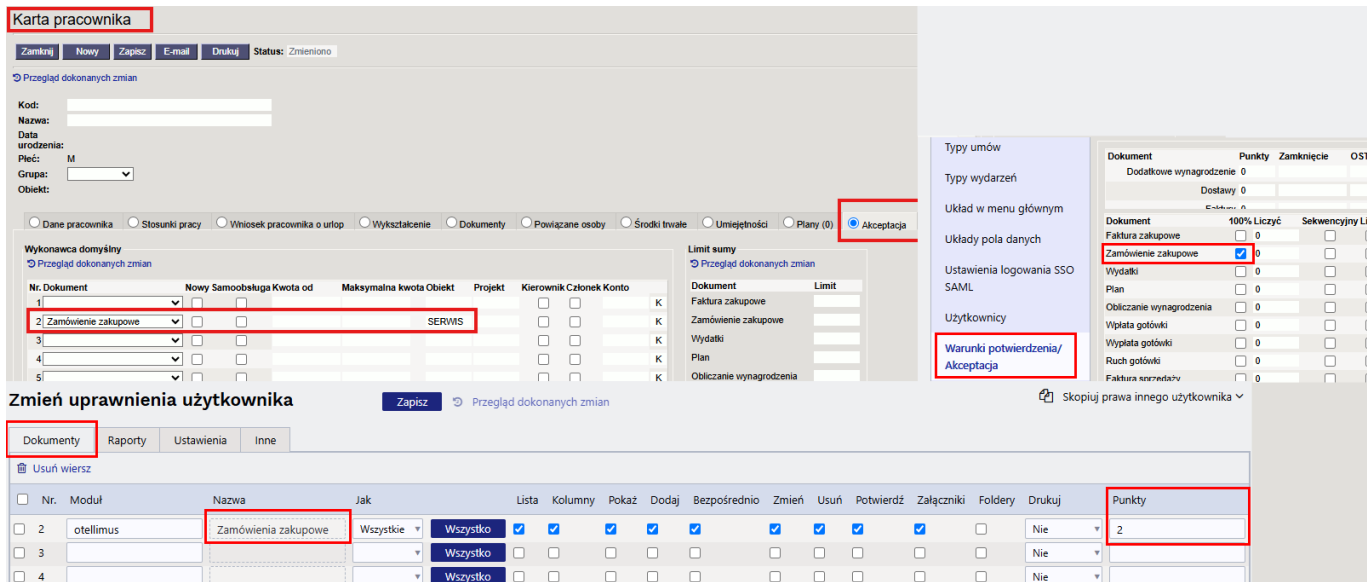 Karta pracownika
Zamknij Nowy Zapisz E-mail Drukuj Status: Zmieniono
Przegląd dokonanych zmian
Kod:
Nazwa:
Data
urodzenia:
Płeć: M
Grupa:
Obiekt:
Dane pracownika Stosunki pracy Wniosek pracownika o urlop Wykształcenie Dokumenty Powiązane osoby Środki trwałe Umiejętności Plany (0) Akceptacja
Wykonawca domyślny
Przegląd dokonanych zmian
Nr. Dokument Nowy Samoobsługa Kwota od Maksymalna kwota Obiekt Projekt Kierownik Członek Konto
1 K
2 Zamówienie zakupowe SERWIS K
3 K
4 K
5 K
Limit sumy
Przegląd dokonanych zmian
Dokument Limit
Faktura zakupowe
Zamówienie zakupowe
Wydatki
Plan
Obliczanie wynagrodzenia
Typy umów
Typy wydarzeń
Układ w menu głównym
Układy pola danych
Ustawienia logowania SSO
SAML
Użytkownicy
Warunki potwierdzenia/
Akceptacja
Dokument Punkty Zamknięcie OST
Dodatkowe wynagrodzenie 0
Dostawy 0
Faktury 0
Dokument 100% Liczyć Sekwencyjny Li
Faktura zakupowe 0
Zamówienie zakupowe 0
Wydatki 0
Plan 0
Obliczanie wynagrodzenia 0
Wpłata gotówki 0
Wypłata gotówki 0
Ruch gotówki 0
Faktura sprzedaży 0
Zmień uprawnienia użytkownika Zapisz Przegląd dokonanych zmian Skopiuj prawa innego użytkownika
Dokumenty Raporty Ustawienia Inne
Usuń wiersz
Nr. Moduł Nazwa Jak Lista Kolumny Pokaż Dodaj Bezpośrednio Zmień Usuń Potwierdź Załączniki Foldery Drukuj Punkty
2 otellimus Zamówienia zakupowe Wszystkie Wszystko Nie 2
3 Wszystko Nie
4 Wszystko Nie